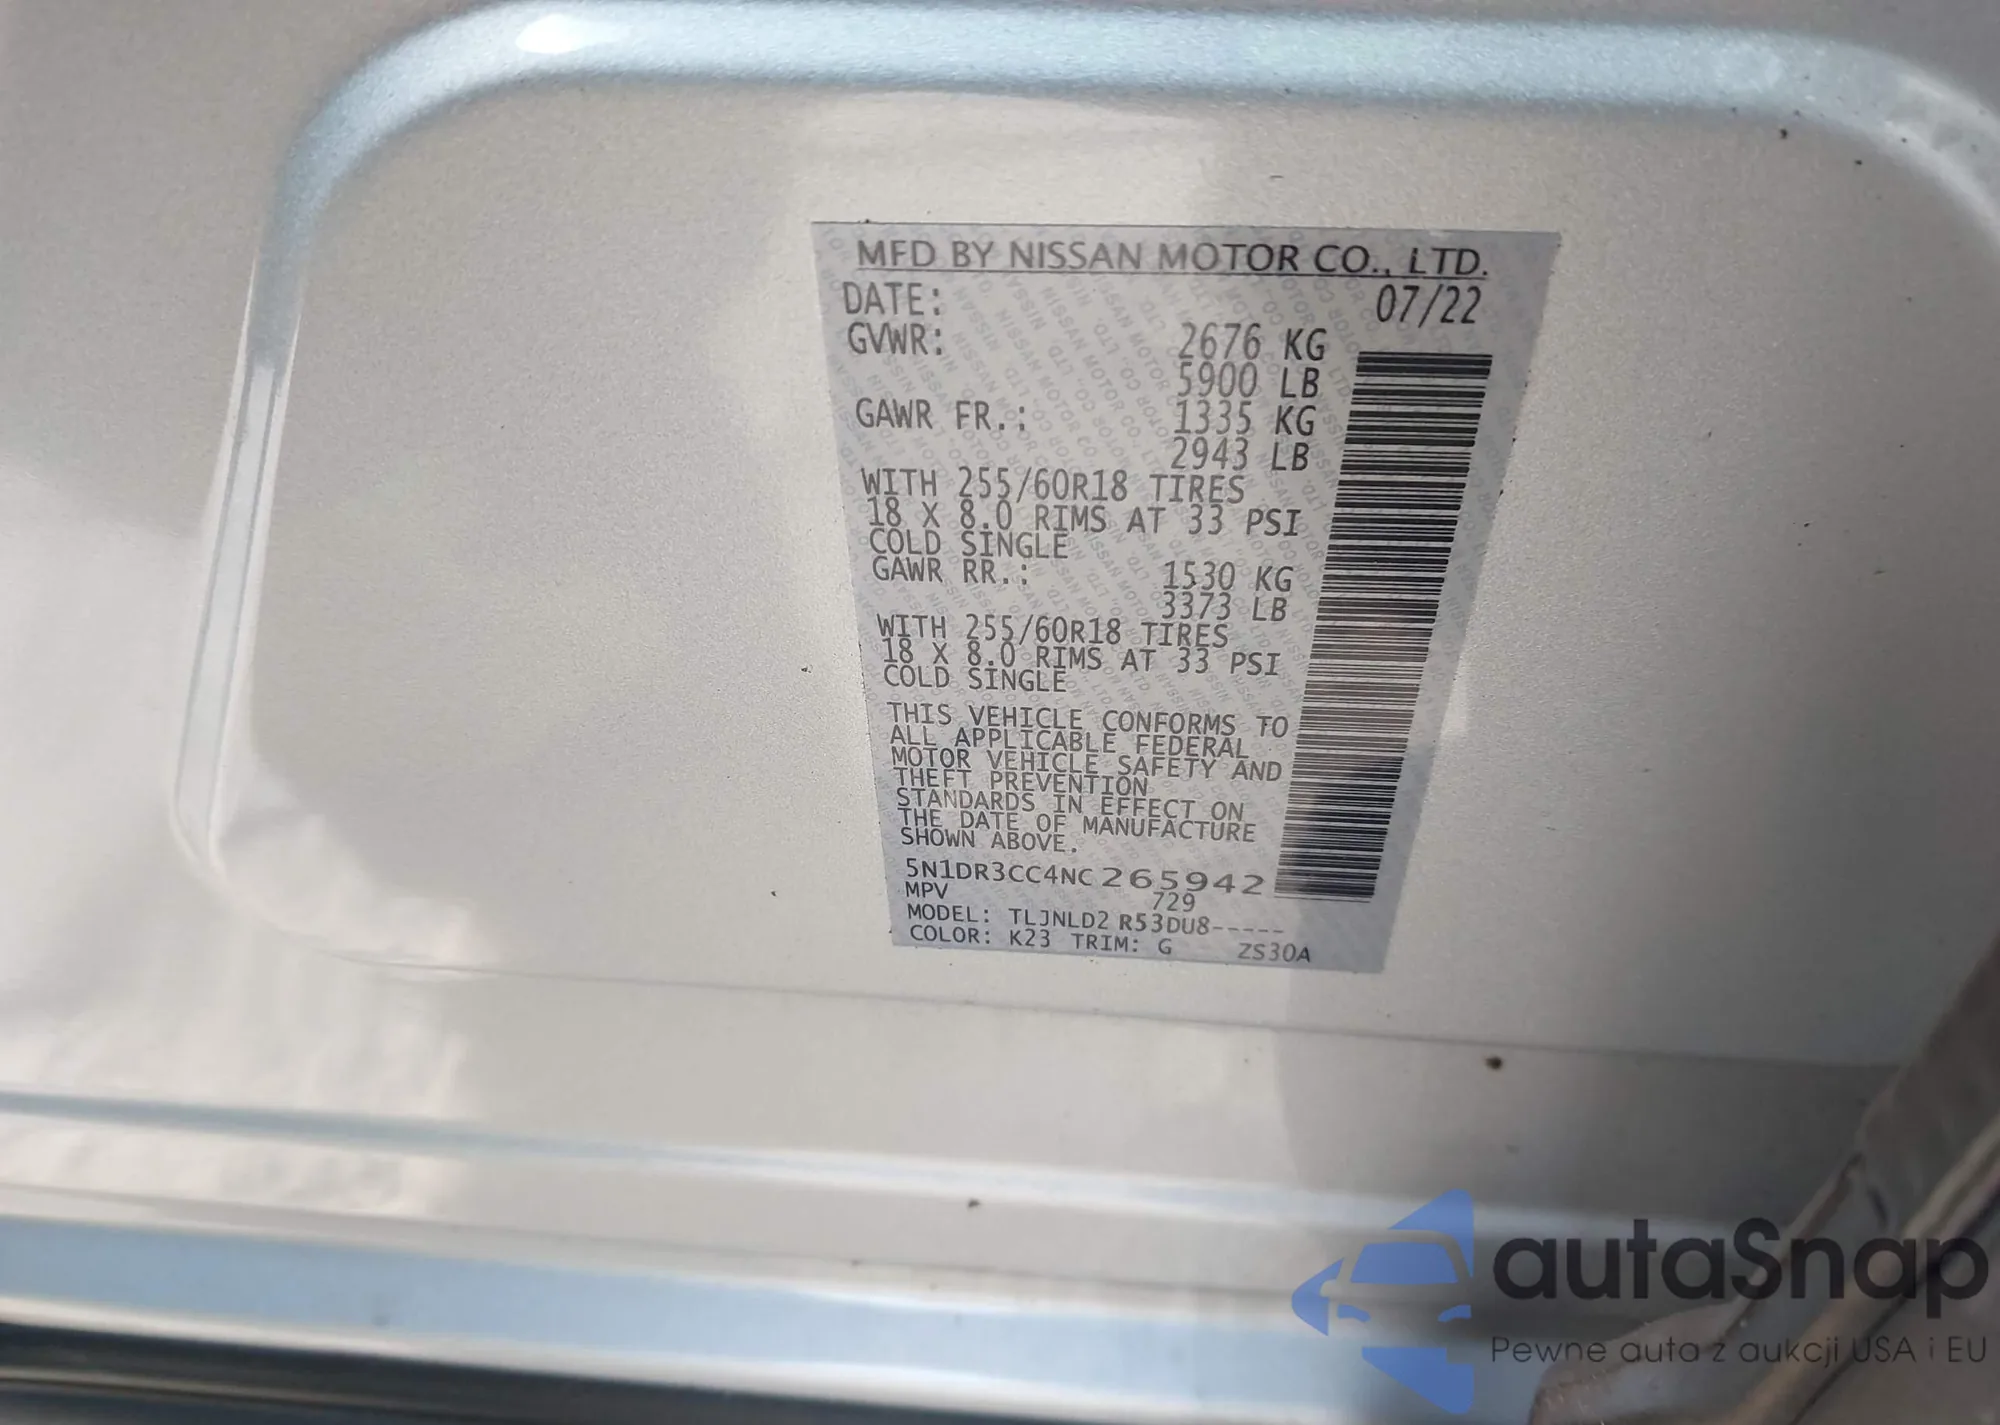 MFD BY NISSAN MOTOR CO., LTD.
DATE: 07/22
GVWR: 2676 KG
5900 LB
GAWR FR.: 1335 KG
2943 LB
WITH 255/60R18 TIRES
18 X 8.0 RIMS AT 33 PSI
COLD SINGLE
GAWR RR.: 1530 KG
3373 LB
WITH 255/60R18 TIRES
18 X 8.0 RIMS AT 33 PSI
COLD SINGLE
THIS VEHICLE CONFORMS TO
ALL APPLICABLE FEDERAL
MOTOR VEHICLE SAFETY AND
THEFT PREVENTION
STANDARDS IN EFFECT ON
THE DATE OF MANUFACTURE
SHOWN ABOVE.
5N1DR3CC4NC265942
MPV 729
MODEL: TLJNLD2 R53DU8-----
COLOR: K23 TRIM: G ZS30A
autaSnap
Pewne auta z aukcji USA i EU